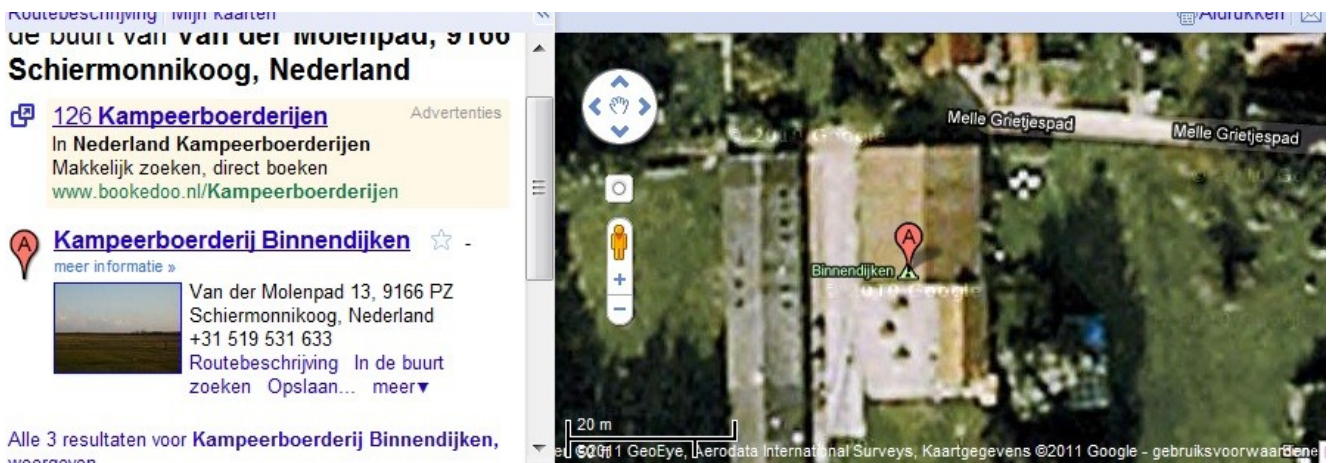 Routebeschrijving Mijn kaarten
Afdrukken
de buurt van Van der Molenpad, 9166
Schiermonnikoog, Nederland
126 Kampeerboerderijen
Advertenties
In Nederland Kampeerboerderijen
Makkelijk zoeken, direct boeken
www.bookedoo.nl/Kampeerboerderijen
A
Kampeerboerderij Binnendijken -
meer informatie »
Van der Molenpad 13, 9166 PZ
Schiermonnikoog, Nederland
+31 519 531 633
Routebeschrijving In de buurt
zoeken Opslaan... meer▼
Alle 3 resultaten voor Kampeerboerderij Binnendijken,
weergeven
Melle Grietjespad
Melle Grietjespad
A
Binnendijken
20 m
50 ft
©2011 GeoEye, Aerodata International Surveys, Kaartgegevens ©2011 Google - gebruiksvoorwaarden